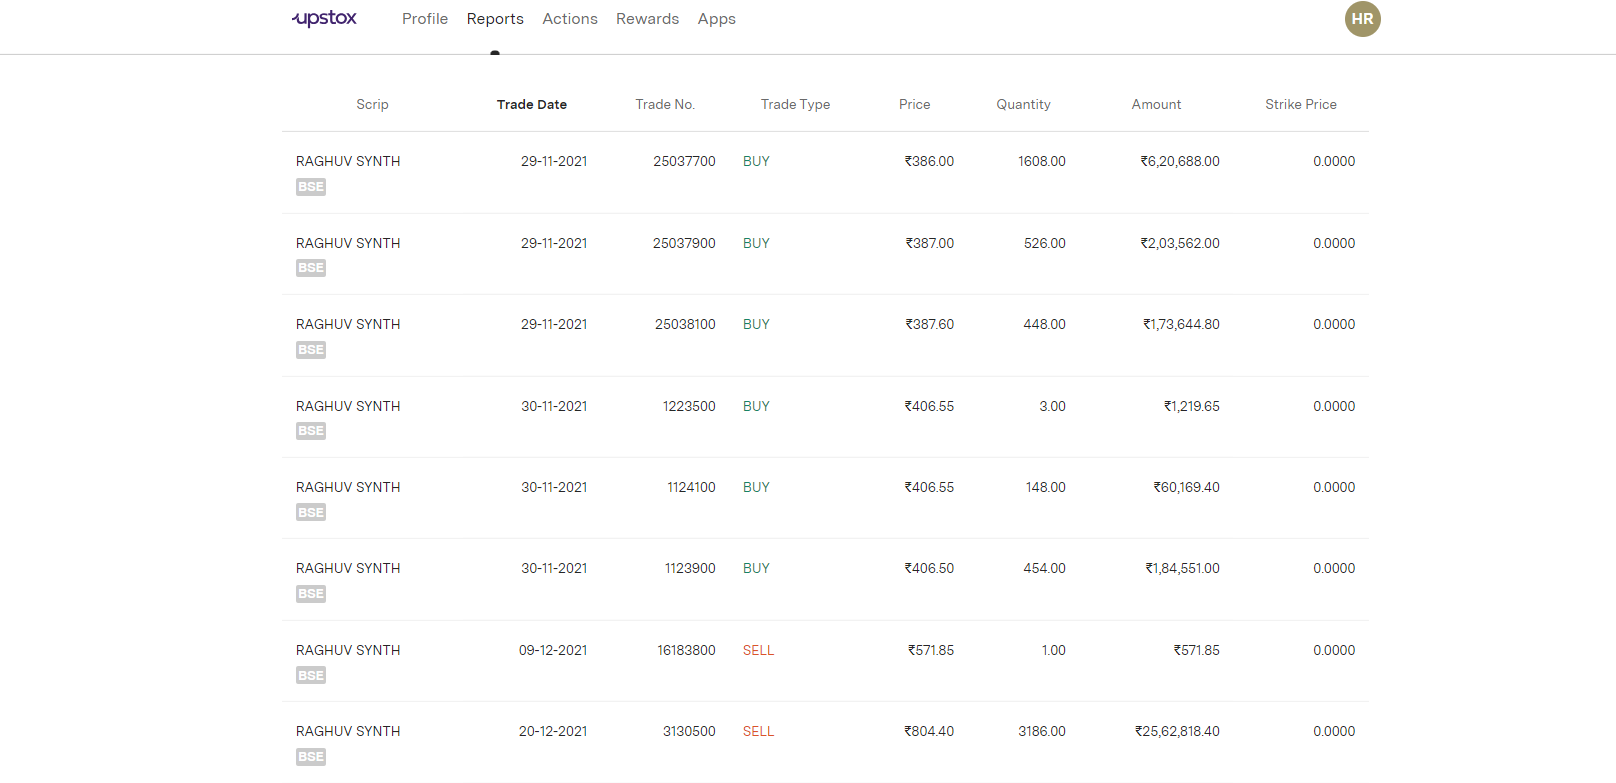 upstox Profile Reports Actions Rewards Apps HR
Scrip Trade Date Trade No. Trade Type Price Quantity Amount Strike Price
RAGHUV SYNTH 29-11-2021 25037700 BUY ₹386.00 1608.00 ₹6,20,688.00 0.0000
BSE
RAGHUV SYNTH 29-11-2021 25037900 BUY ₹387.00 526.00 ₹2,03,562.00 0.0000
BSE
RAGHUV SYNTH 29-11-2021 25038100 BUY ₹387.60 448.00 ₹1,73,644.80 0.0000
BSE
RAGHUV SYNTH 30-11-2021 1223500 BUY ₹406.55 3.00 ₹1,219.65 0.0000
BSE
RAGHUV SYNTH 30-11-2021 1124100 BUY ₹406.55 148.00 ₹60,169.40 0.0000
BSE
RAGHUV SYNTH 30-11-2021 1123900 BUY ₹406.50 454.00 ₹1,84,551.00 0.0000
BSE
RAGHUV SYNTH 09-12-2021 16183800 SELL ₹571.85 1.00 ₹571.85 0.0000
BSE
RAGHUV SYNTH 20-12-2021 3130500 SELL ₹804.40 3186.00 ₹25,62,818.40 0.0000
BSE